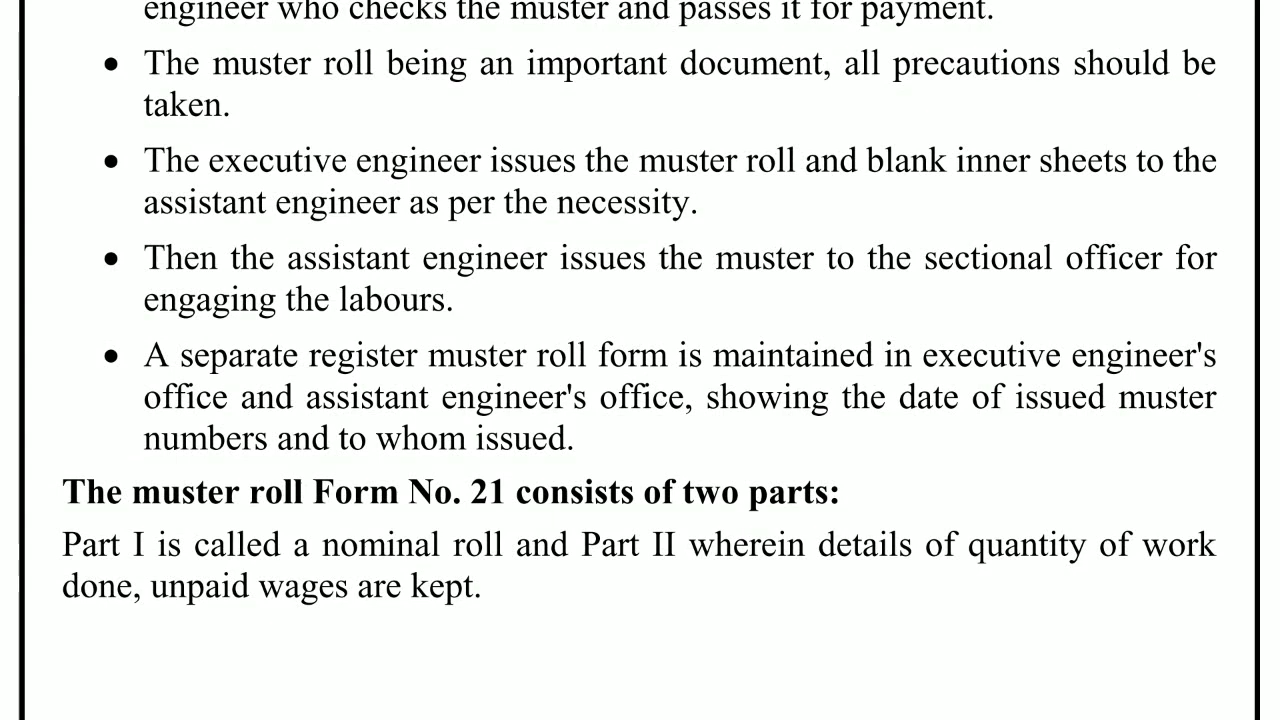 engineer who checks the muster and passes it for payment.
• The muster roll being an important document, all precautions should be
taken.
• The executive engineer issues the muster roll and blank inner sheets to the
assistant engineer as per the necessity.
• Then the assistant engineer issues the muster to the sectional officer for
engaging the labours.
• A separate register muster roll form is maintained in executive engineer's
office and assistant engineer's office, showing the date of issued muster
numbers and to whom issued.
The muster roll Form No. 21 consists of two parts:
Part I is called a nominal roll and Part II wherein details of quantity of work
done, unpaid wages are kept.